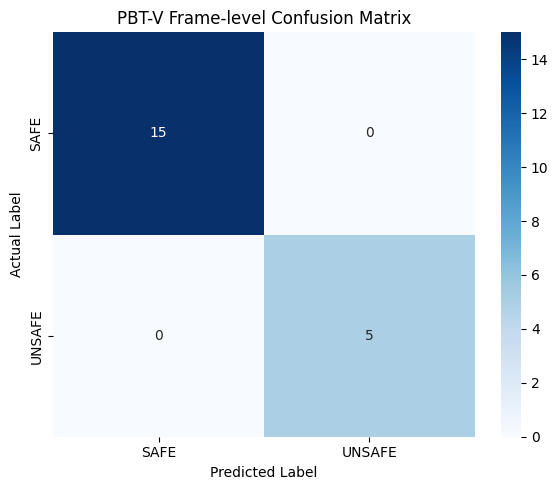 PBT-V Frame-level Confusion Matrix
Actual Label
SAFE
15
0
UNSAFE
0
5
SAFE
UNSAFE
Predicted Label
14
12
10
8
6
4
2
0